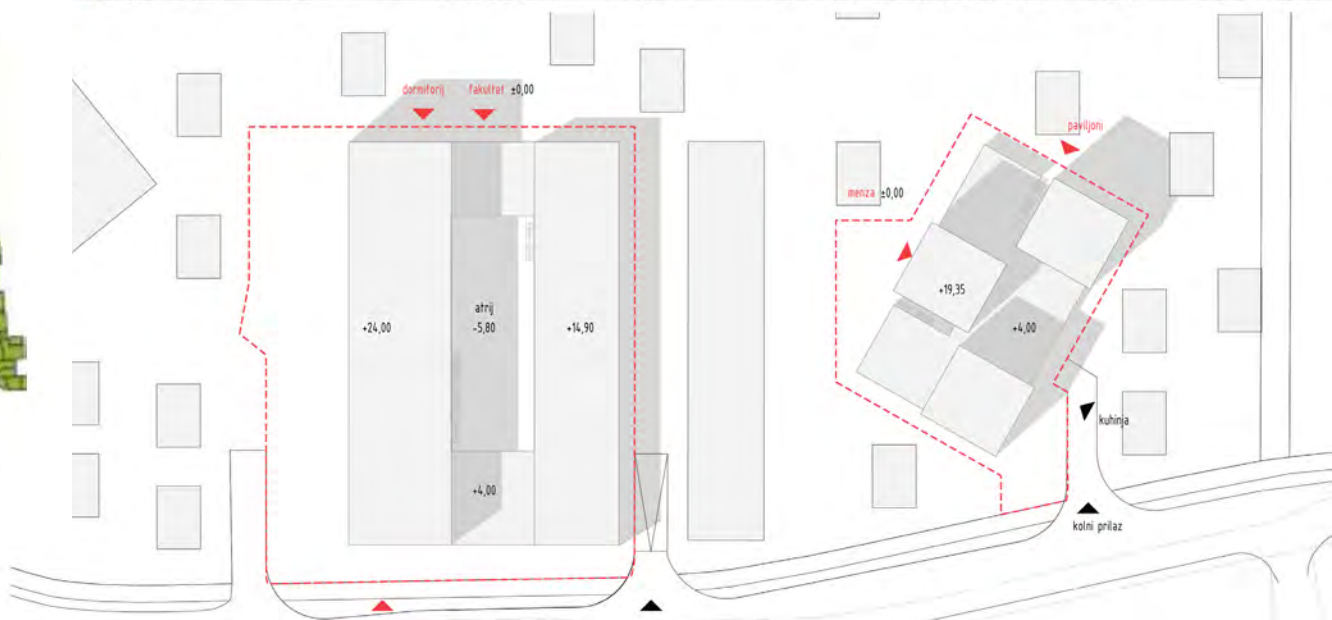 dormitorij
fakultet ±0,00
paviljoni
menza ±0,00
+19,35
atrij
-5,80
+24,00
+14,90
+4,00
kuhinja
+4,00
kolni prilaz